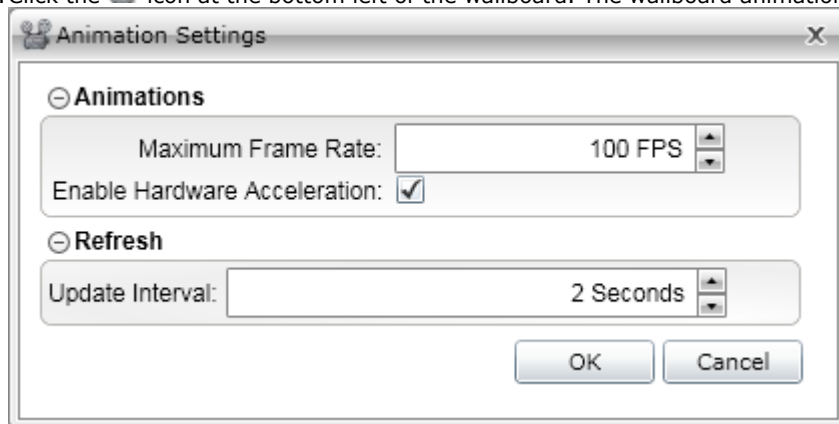 Click the icon at the bottom left of the wallboard. The wallboard animation
Animation Settings
Animations
Maximum Frame Rate: 100 FPS
Enable Hardware Acceleration:
Refresh
Update Interval: 2 Seconds
OK Cancel